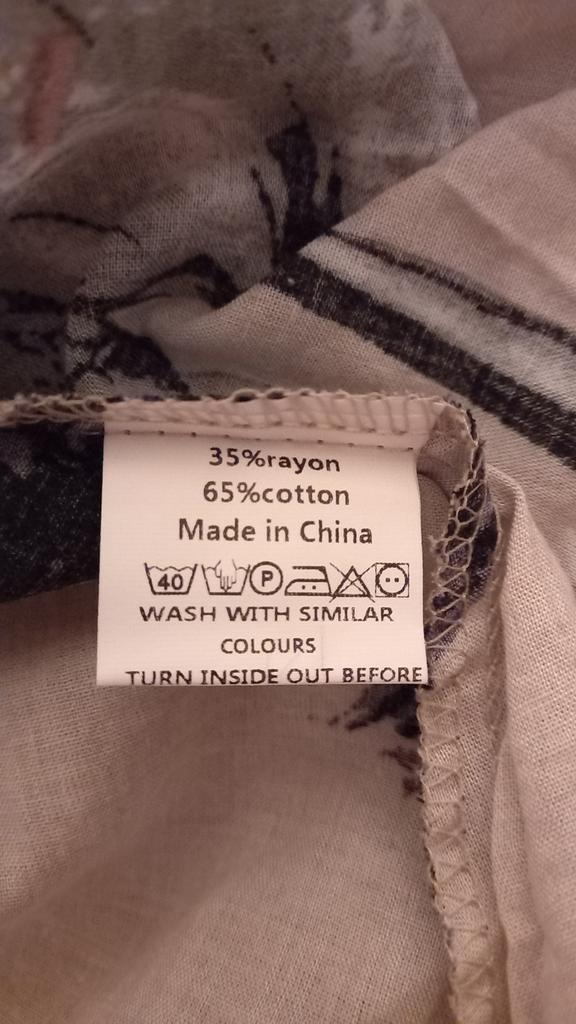 35%rayon
65%cotton
Made in China
40 P
WASH WITH SIMILAR
COLOURS
TURN INSIDE OUT BEFORE